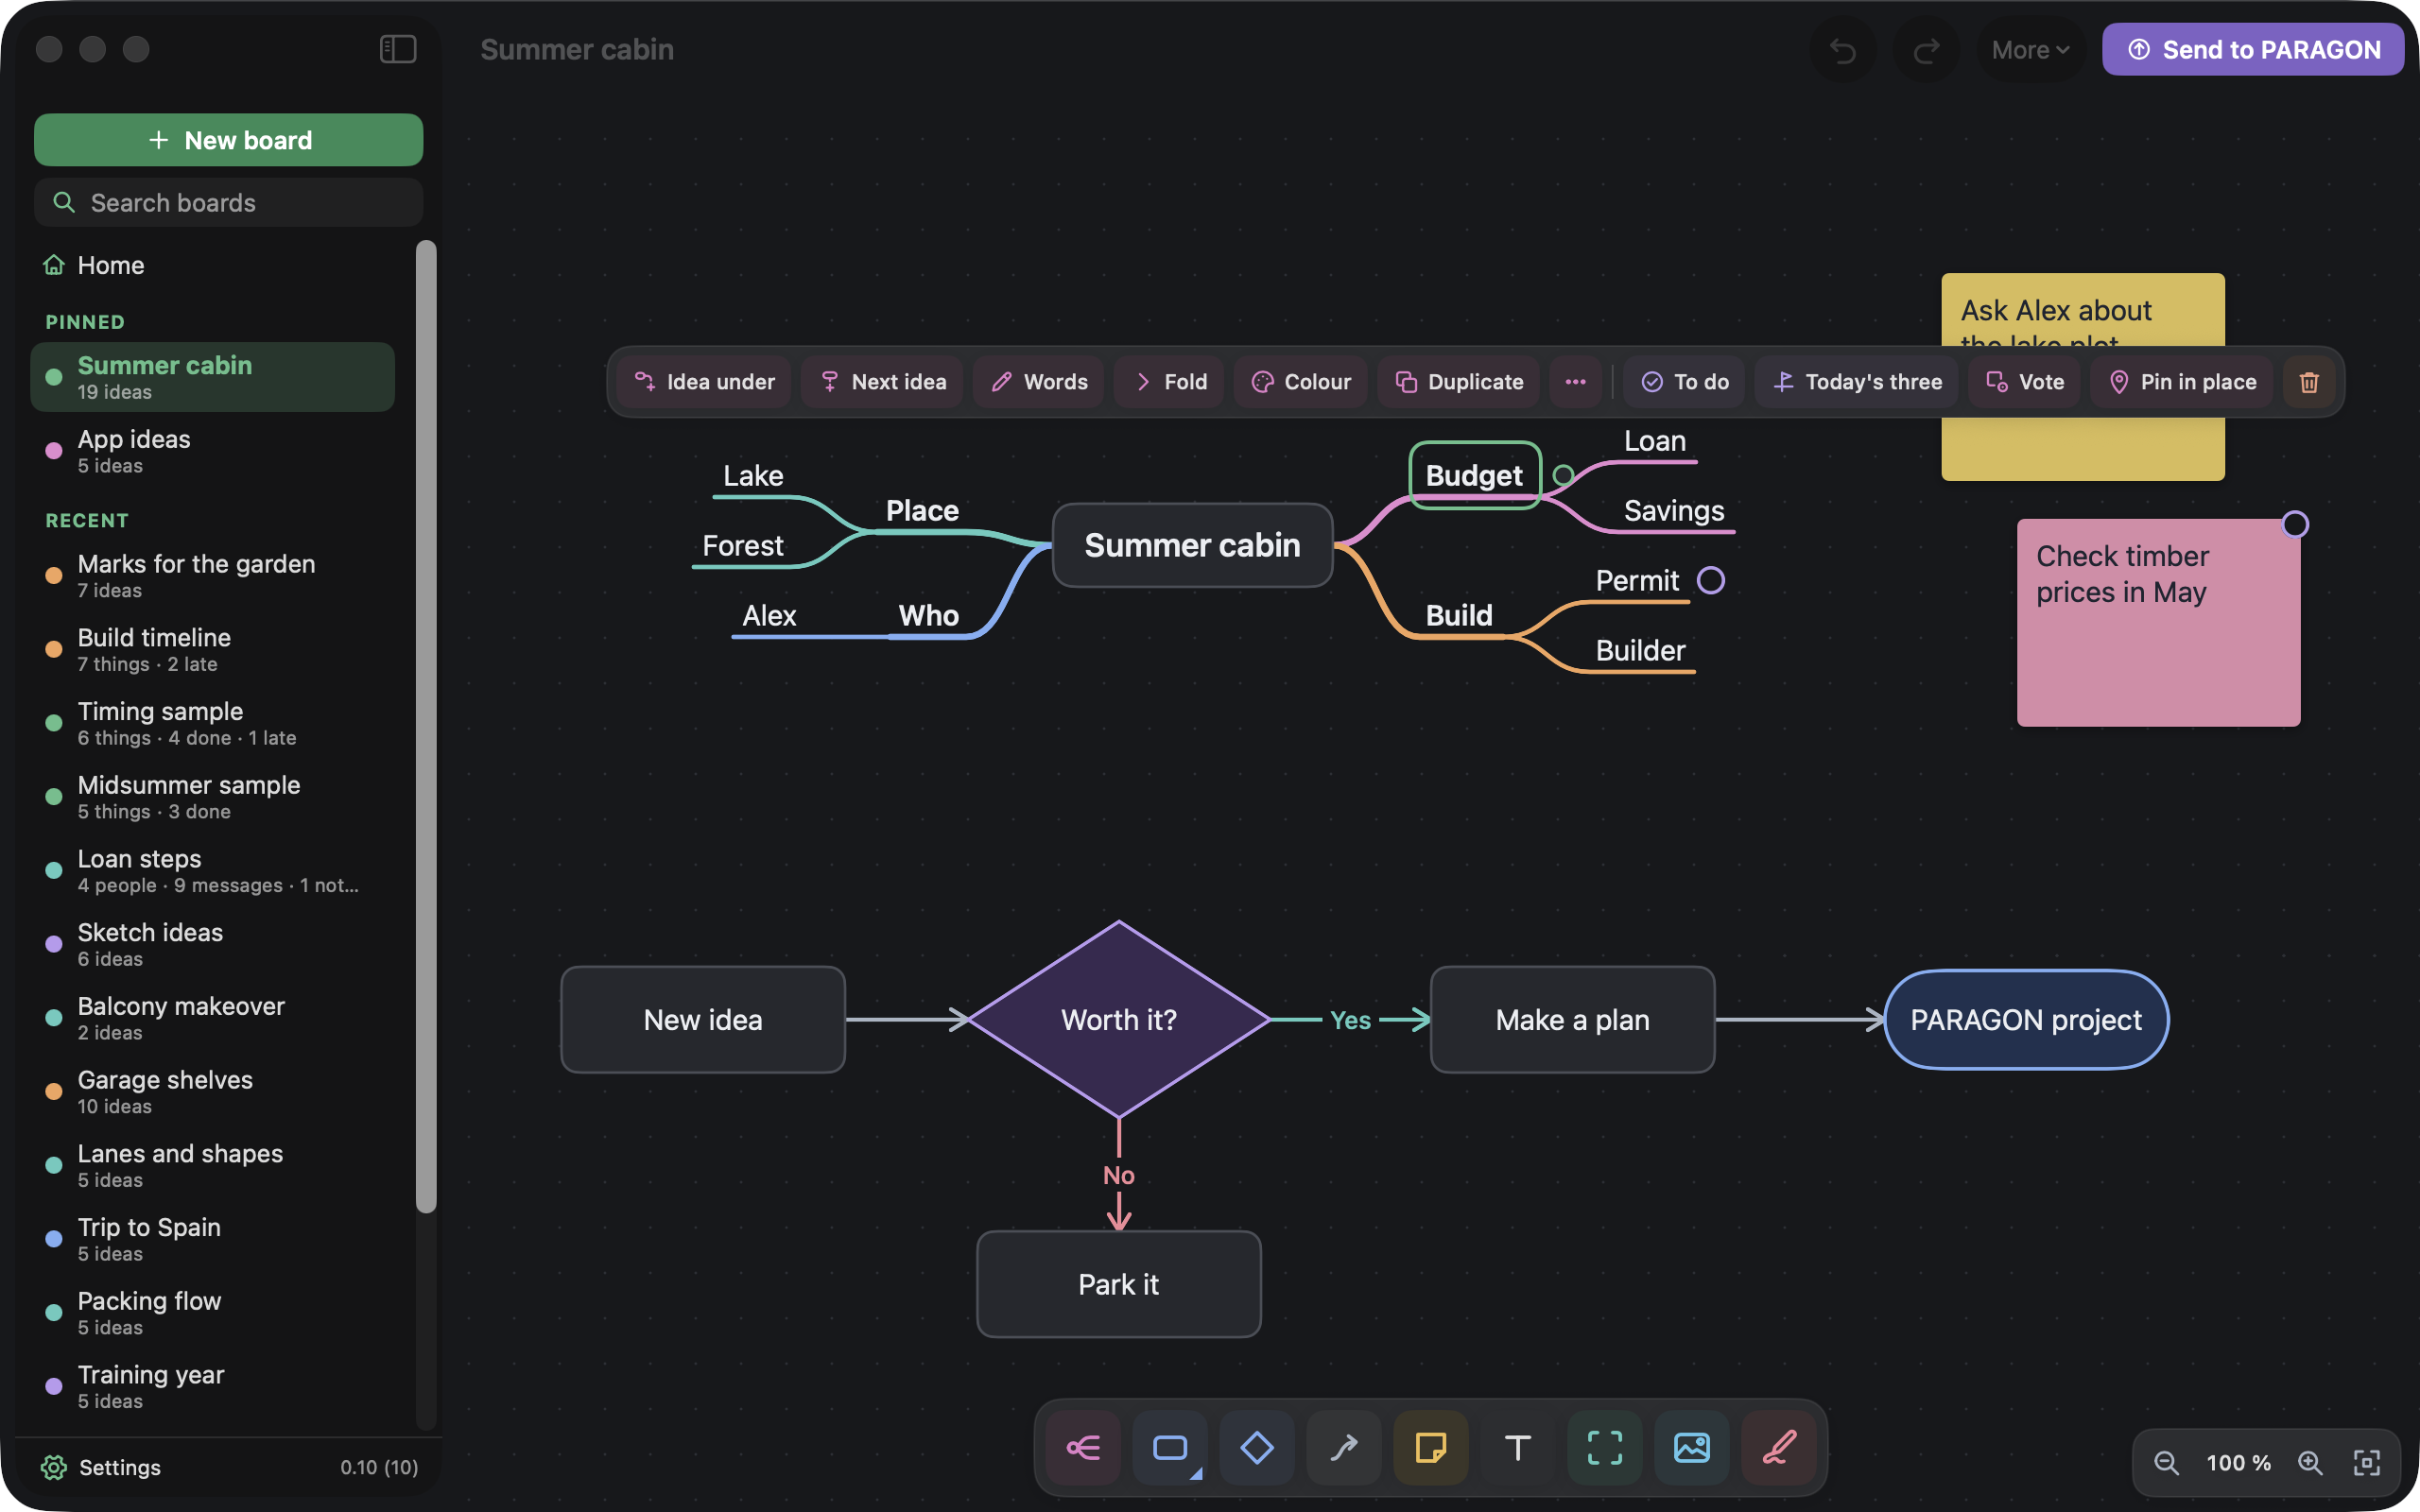 Summer cabin
More
Send to PARAGON
New board
Search boards
Home
PINNED
Summer cabin
19 ideas
App ideas
5 ideas
RECENT
Marks for the garden
7 ideas
Build timeline
7 things · 2 late
Timing sample
6 things · 4 done · 1 late
Midsummer sample
5 things · 3 done
Loan steps
4 people · 9 messages · 1 not...
Sketch ideas
6 ideas
Balcony makeover
2 ideas
Garage shelves
10 ideas
Lanes and shapes
5 ideas
Trip to Spain
5 ideas
Packing flow
5 ideas
Training year
5 ideas
Settings
0.10 (10)
Ask Alex about
the lake plot
Idea under
Next idea
Words
Fold
Colour
Duplicate
To do
Today's three
Vote
Pin in place
Lake
Forest
Place
Alex
Who
Summer cabin
Budget
Loan
Savings
Build
Permit
Builder
Check timber
prices in May
New idea
Worth it?
Yes
Make a plan
PARAGON project
No
Park it
T
100 %